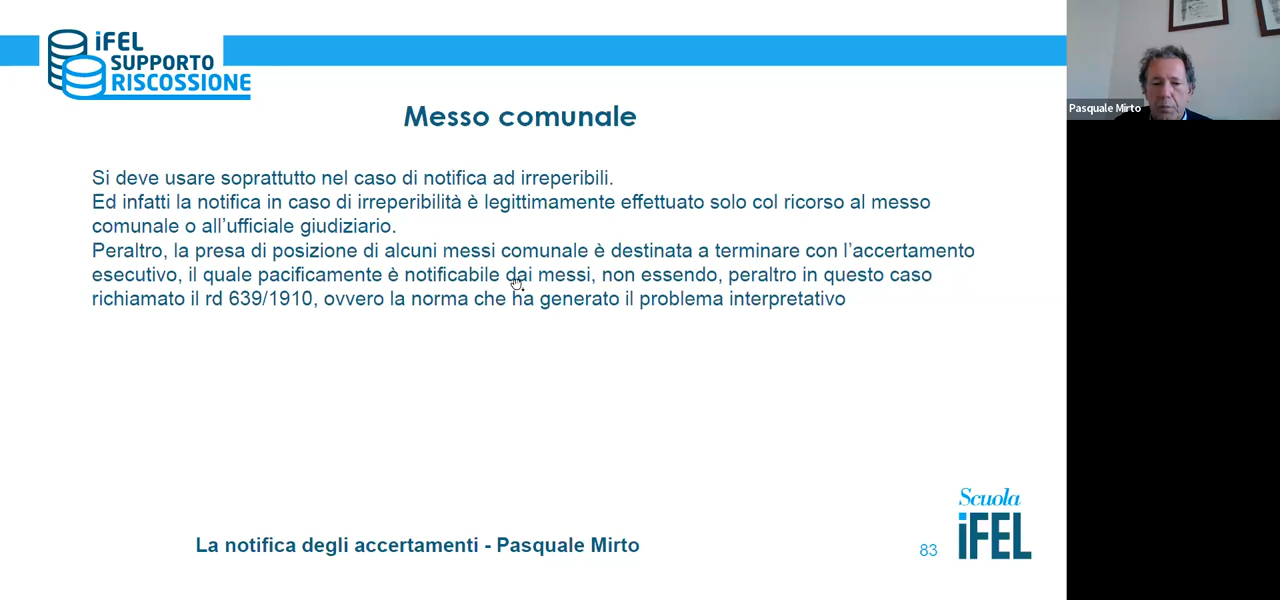 iFEL
SUPPORTO
RISCOSSIONE
Pasquale Mirto
Messo comunale
Si deve usare soprattutto nel caso di notifica ad irreperibili.
Ed infatti la notifica in caso di irreperibilità è legittimamente effettuato solo col ricorso al messo
comunale o all’ufficiale giudiziario.
Peraltro, la presa di posizione di alcuni messi comunale è destinata a terminare con l’accertamento
esecutivo, il quale pacificamente è notificabile dai messi, non essendo, peraltro in questo caso
richiamato il rd 639/1910, ovvero la norma che ha generato il problema interpretativo
La notifica degli accertamenti - Pasquale Mirto
83
Scuola
iFEL